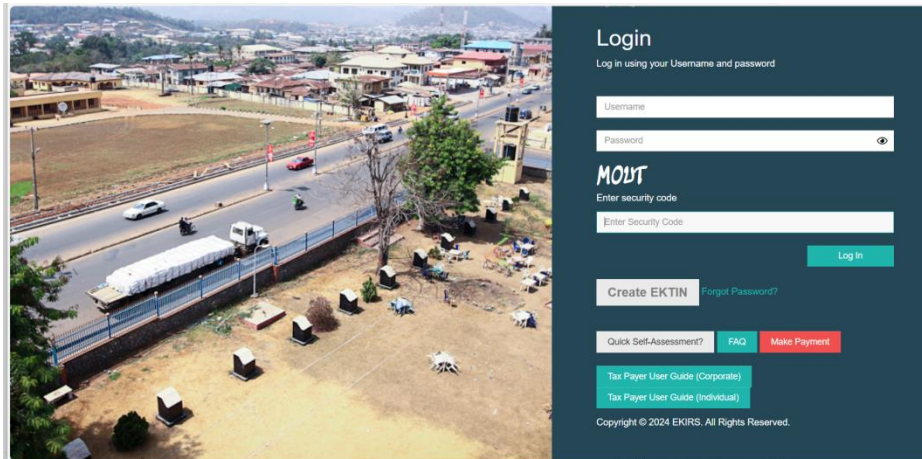 Login
Log in using your Username and password
Username
Password
MOUT
Enter security code
Enter Security Code
Log In
Create EKTIN Forgot Password?
Quick Self-Assessment? FAQ Make Payment
Tax Payer User Guide (Corporate)
Tax Payer User Guide (Individual)
Copyright © 2024 EKIRS. All Rights Reserved.